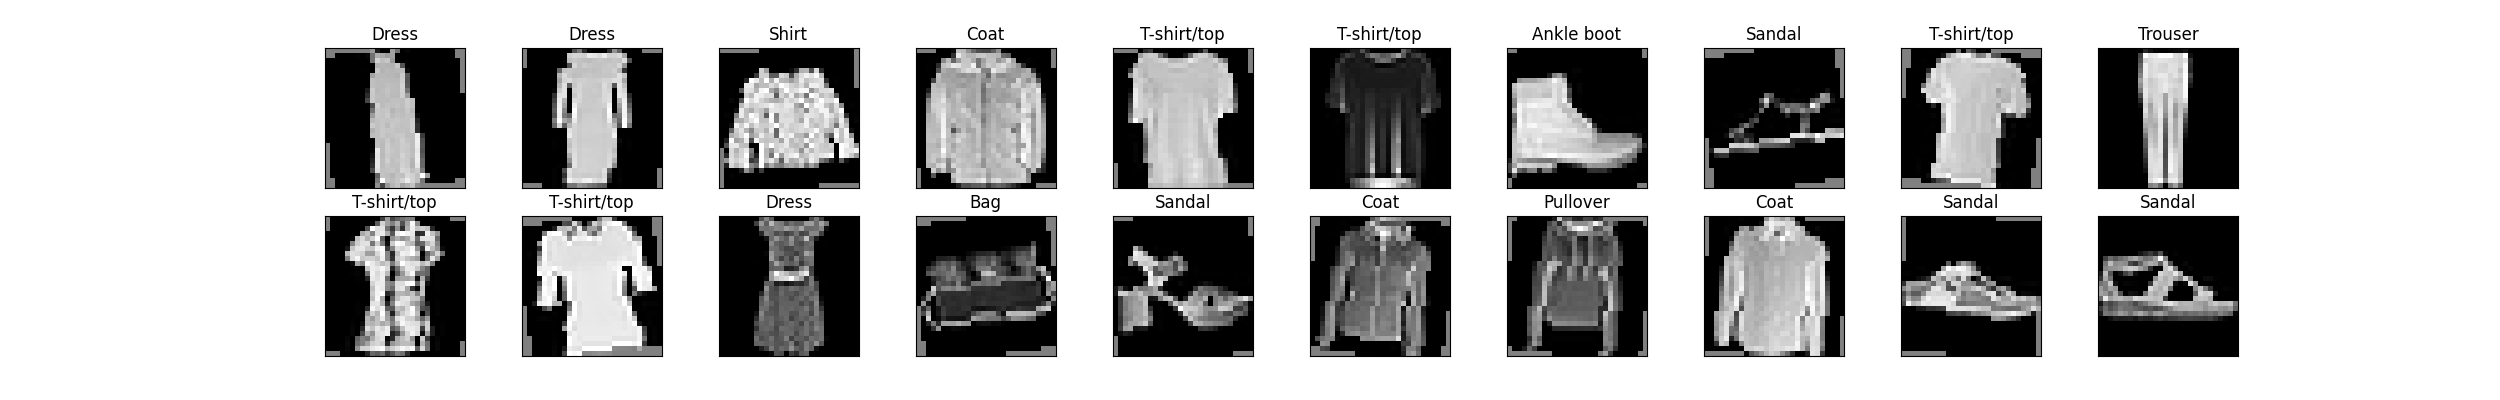 Dress Dress Shirt Coat T-shirt/top T-shirt/top Ankle boot Sandal T-shirt/top Trouser
T-shirt/top T-shirt/top Dress Bag Sandal Coat Pullover Coat Sandal Sandal